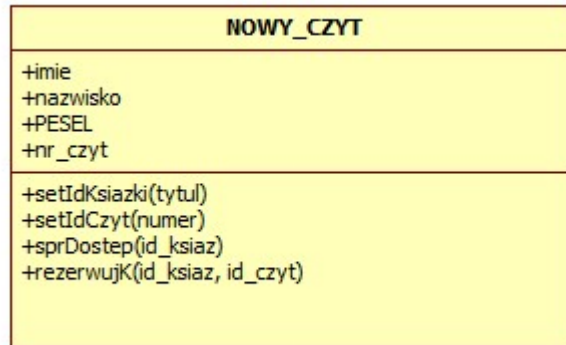 NOWY_CZYT
+imie
+nazwisko
+PESEL
+nr_czyt
+setIdKsiazki(tytul)
+setIdCzyt(numer)
+sprDostep(id_ksiaz)
+rezerwujK(id_ksiaz, id_czyt)